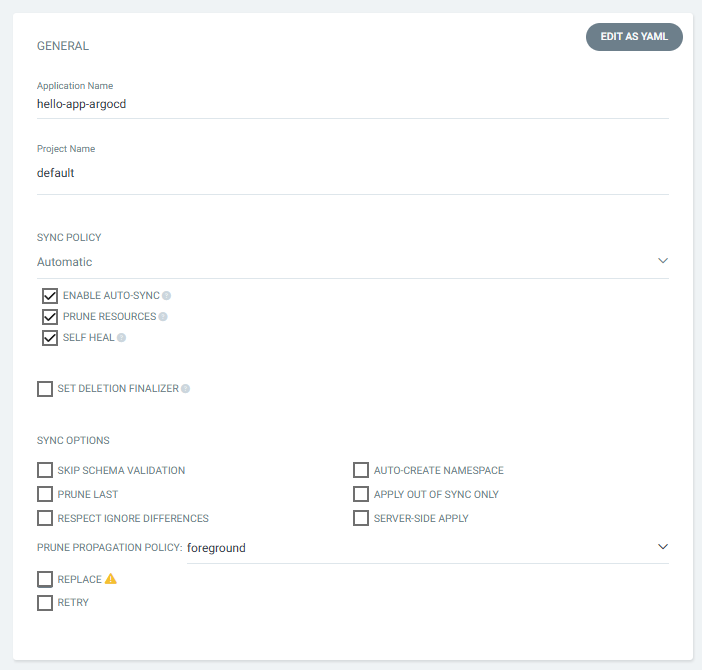 GENERAL
EDIT AS YAML
Application Name
hello-app-argocd
Project Name
default
SYNC POLICY
Automatic
ENABLE AUTO-SYNC ?
PRUNE RESOURCES ?
SELF HEAL ?
SET DELETION FINALIZER ?
SYNC OPTIONS
SKIP SCHEMA VALIDATION
AUTO-CREATE NAMESPACE
PRUNE LAST
APPLY OUT OF SYNC ONLY
RESPECT IGNORE DIFFERENCES
SERVER-SIDE APPLY
PRUNE PROPAGATION POLICY: foreground
REPLACE
RETRY